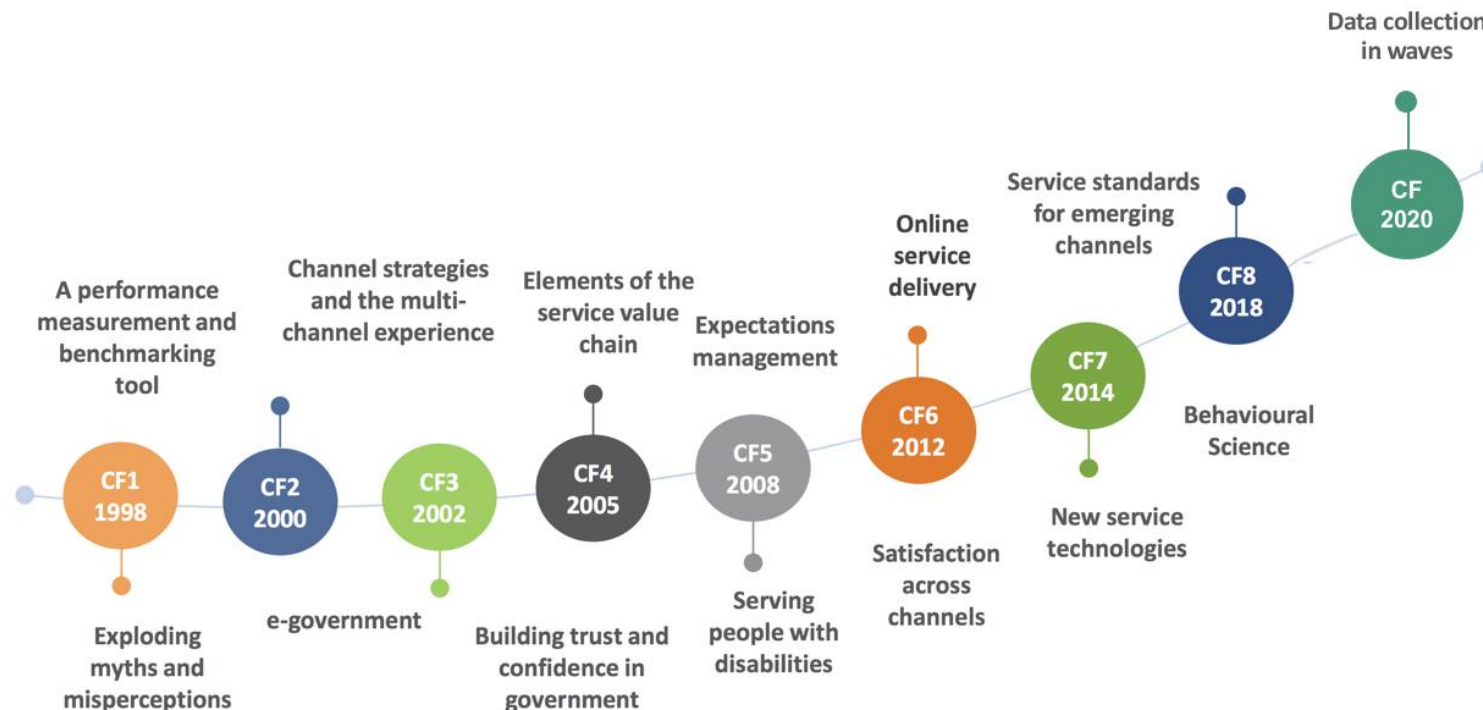 Data collection
in waves
CF
2020
Service standards
for emerging
channels
CF8
2018
Behavioural
Science
Online
service
delivery
CF7
2014
New service
technologies
Channel strategies
and the multi-
channel experience
Elements of the
service value
chain
Expectations
management
CF6
2012
Satisfaction
across
channels
A performance
measurement and
benchmarking
tool
CF1
1998
CF2
2000
CF3
2002
CF4
2005
CF5
2008
Exploding
myths and
misperceptions
e-government
Building trust and
confidence in
government
Serving
people with
disabilities